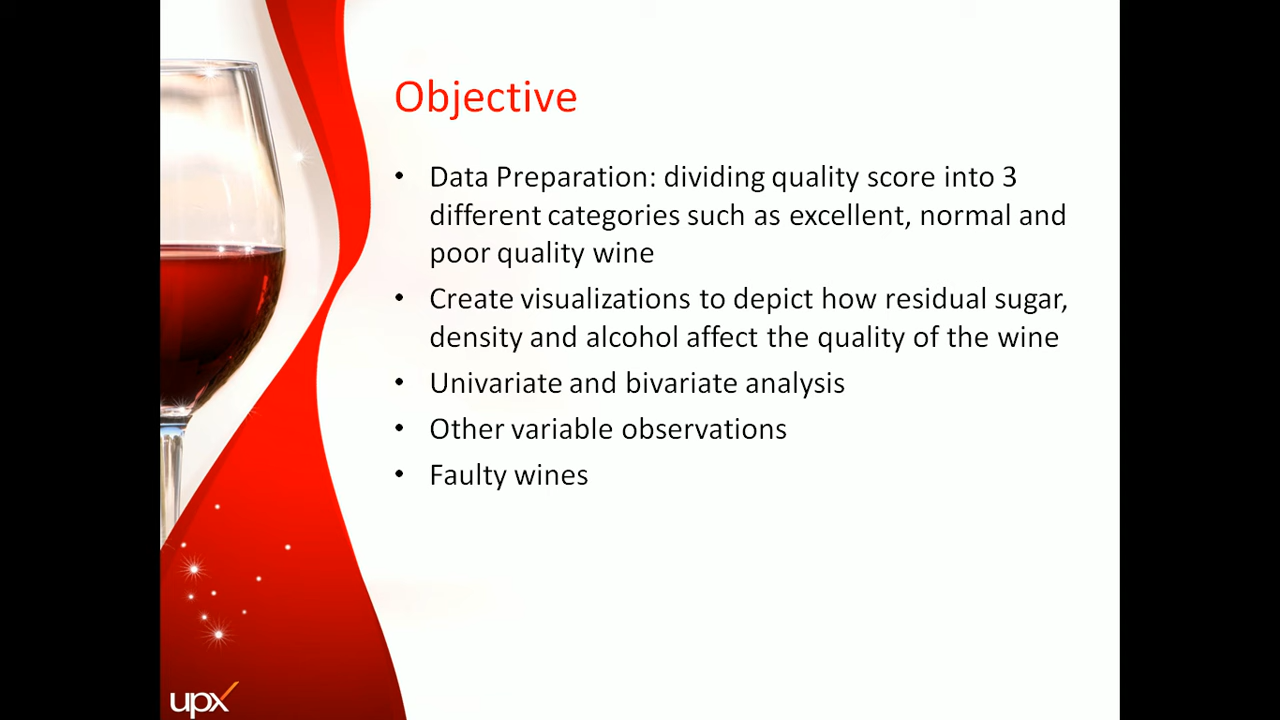 Objective
• Data Preparation: dividing quality score into 3
different categories such as excellent, normal and
poor quality wine
• Create visualizations to depict how residual sugar,
density and alcohol affect the quality of the wine
• Univariate and bivariate analysis
• Other variable observations
• Faulty wines
upx